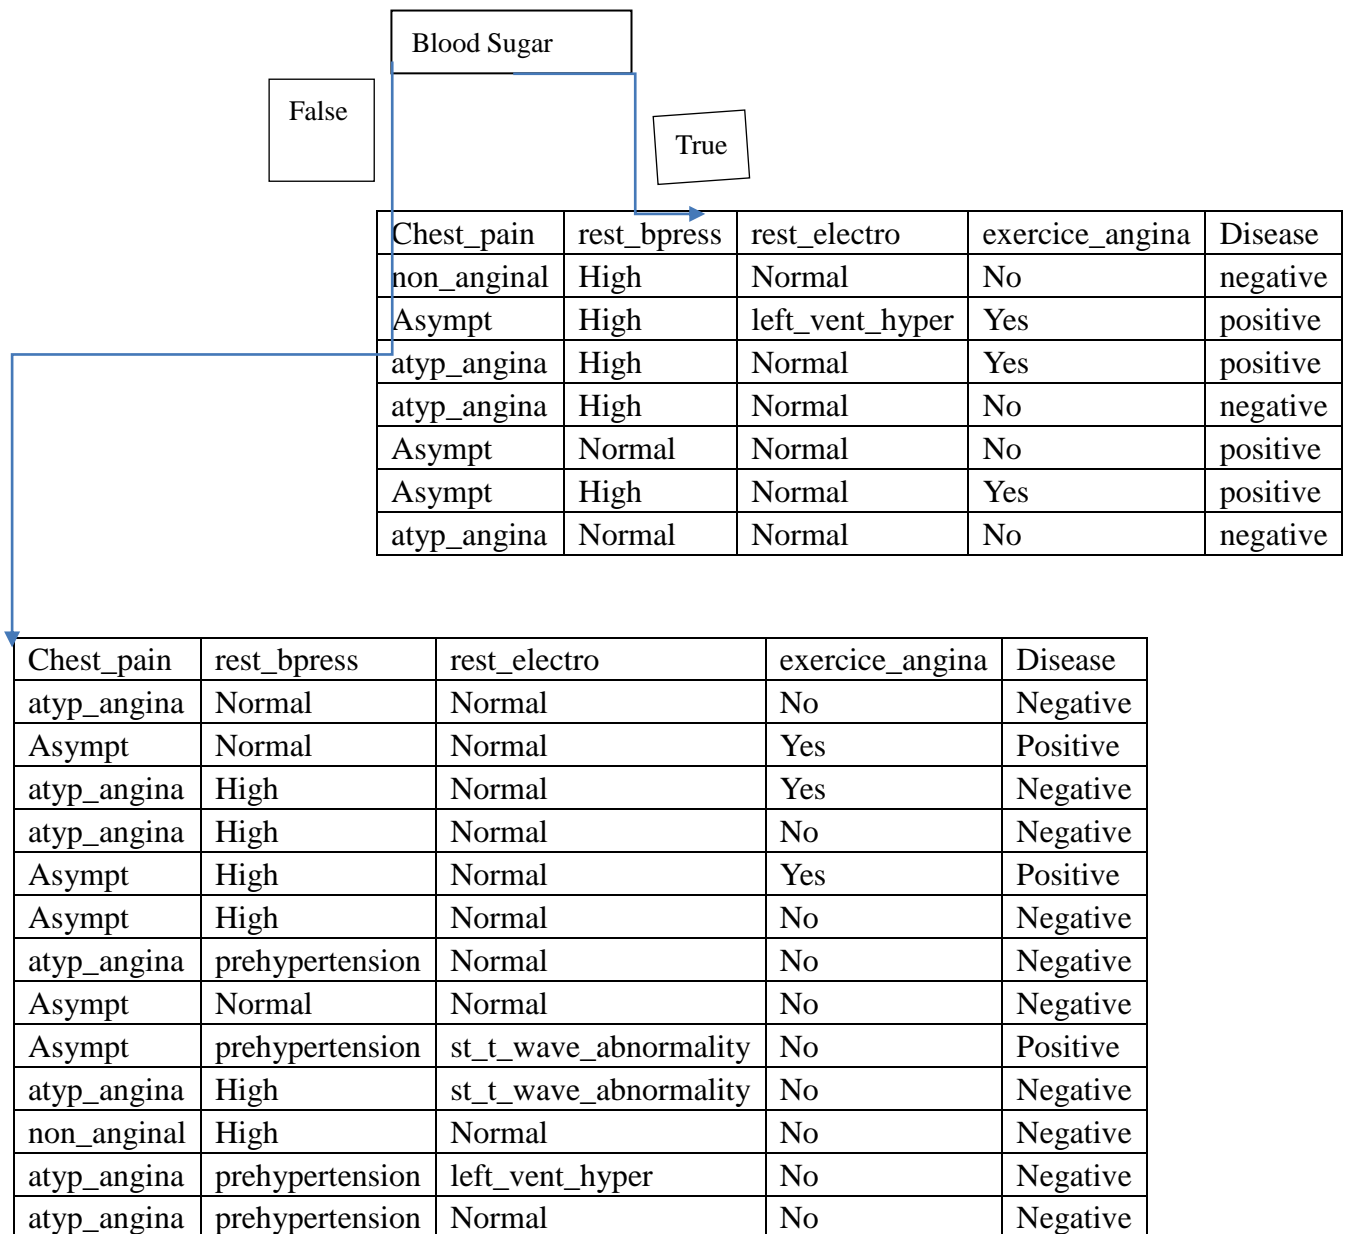 Blood Sugar
False
True
Chest_pain rest_bpress rest_electro exercice_angina Disease
non_anginal High Normal No negative
Asympt High left_vent_hyper Yes positive
atyp_angina High Normal Yes positive
atyp_angina High Normal No negative
Asympt Normal Normal No positive
Asympt High Normal Yes positive
atyp_angina Normal Normal No negative
Chest_pain rest_bpress rest_electro exercice_angina Disease
atyp_angina Normal Normal No Negative
Asympt Normal Normal Yes Positive
atyp_angina High Normal Yes Negative
atyp_angina High Normal No Negative
Asympt High Normal Yes Positive
Asympt High Normal No Negative
atyp_angina prehypertension Normal No Negative
Asympt Normal Normal No Negative
Asympt prehypertension st_t_wave_abnormality No Positive
atyp_angina High st_t_wave_abnormality No Negative
non_anginal High Normal No Negative
atyp_angina prehypertension left_vent_hyper No Negative
atyp_angina prehypertension Normal No Negative